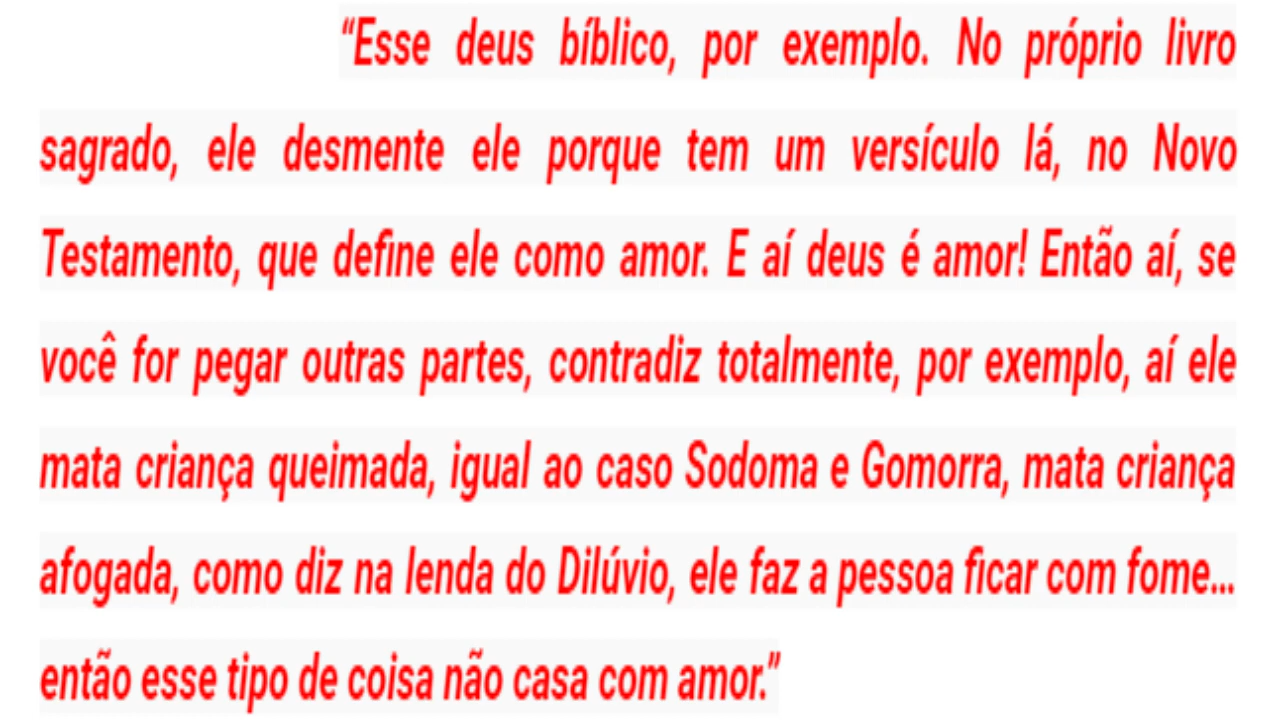 “Esse deus bíblico, por exemplo. No próprio livro
sagrado, ele desmente ele porque tem um versículo lá, no Novo
Testamento, que define ele como amor. E aí deus é amor! Então aí, se
você for pegar outras partes, contradiz totalmente, por exemplo, aí ele
mata criança queimada, igual ao caso Sodoma e Gomorra, mata criança
afogada, como diz na lenda do Dilúvio, ele faz a pessoa ficar com fome...
então esse tipo de coisa não casa com amor.”